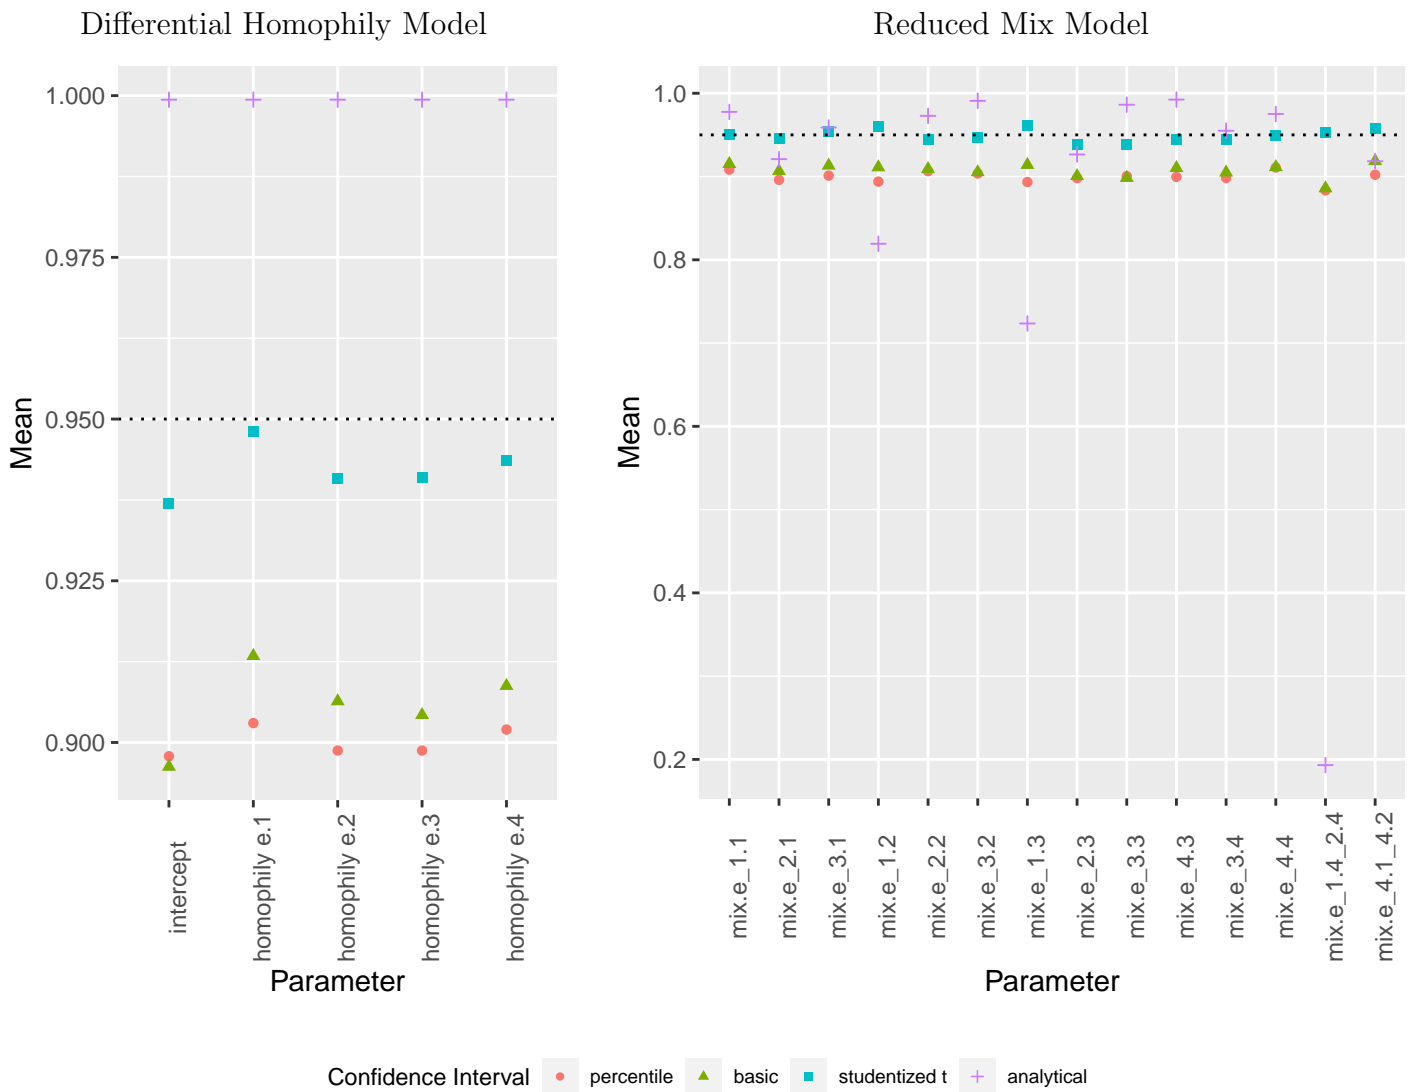 Differential Homophily Model
Reduced Mix Model
Mean
1.000
0.975
0.950
0.925
0.900
intercept
homophily e.1
homophily e.2
homophily e.3
homophily e.4
Parameter
Mean
1.0
0.8
0.6
0.4
0.2
mix.e_1.1
mix.e_2.1
mix.e_3.1
mix.e_1.2
mix.e_2.2
mix.e_3.2
mix.e_1.3
mix.e_2.3
mix.e_3.3
mix.e_4.3
mix.e_3.4
mix.e_4.4
mix.e_1.4_2.4
mix.e_4.1_4.2
Parameter
Confidence Interval percentile basic studentized t analytical